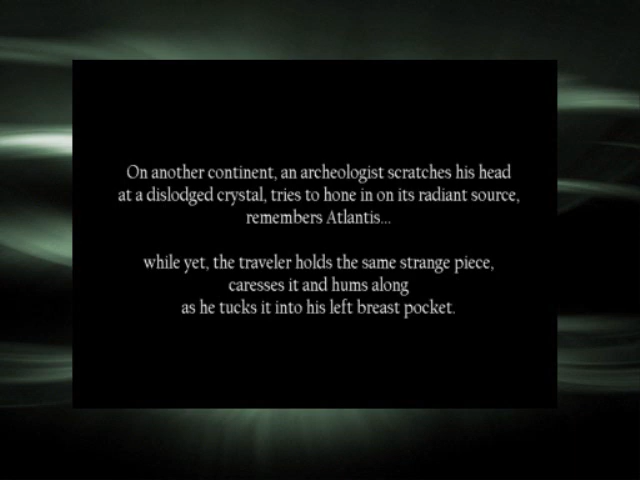 On another continent, an archeologist scratches his head
at a dislodged crystal, tries to hone in on its radiant source,
remembers Atlantis...
while yet, the traveler holds the same strange piece,
caresses it and hums along
as he tucks it into his left breast pocket.